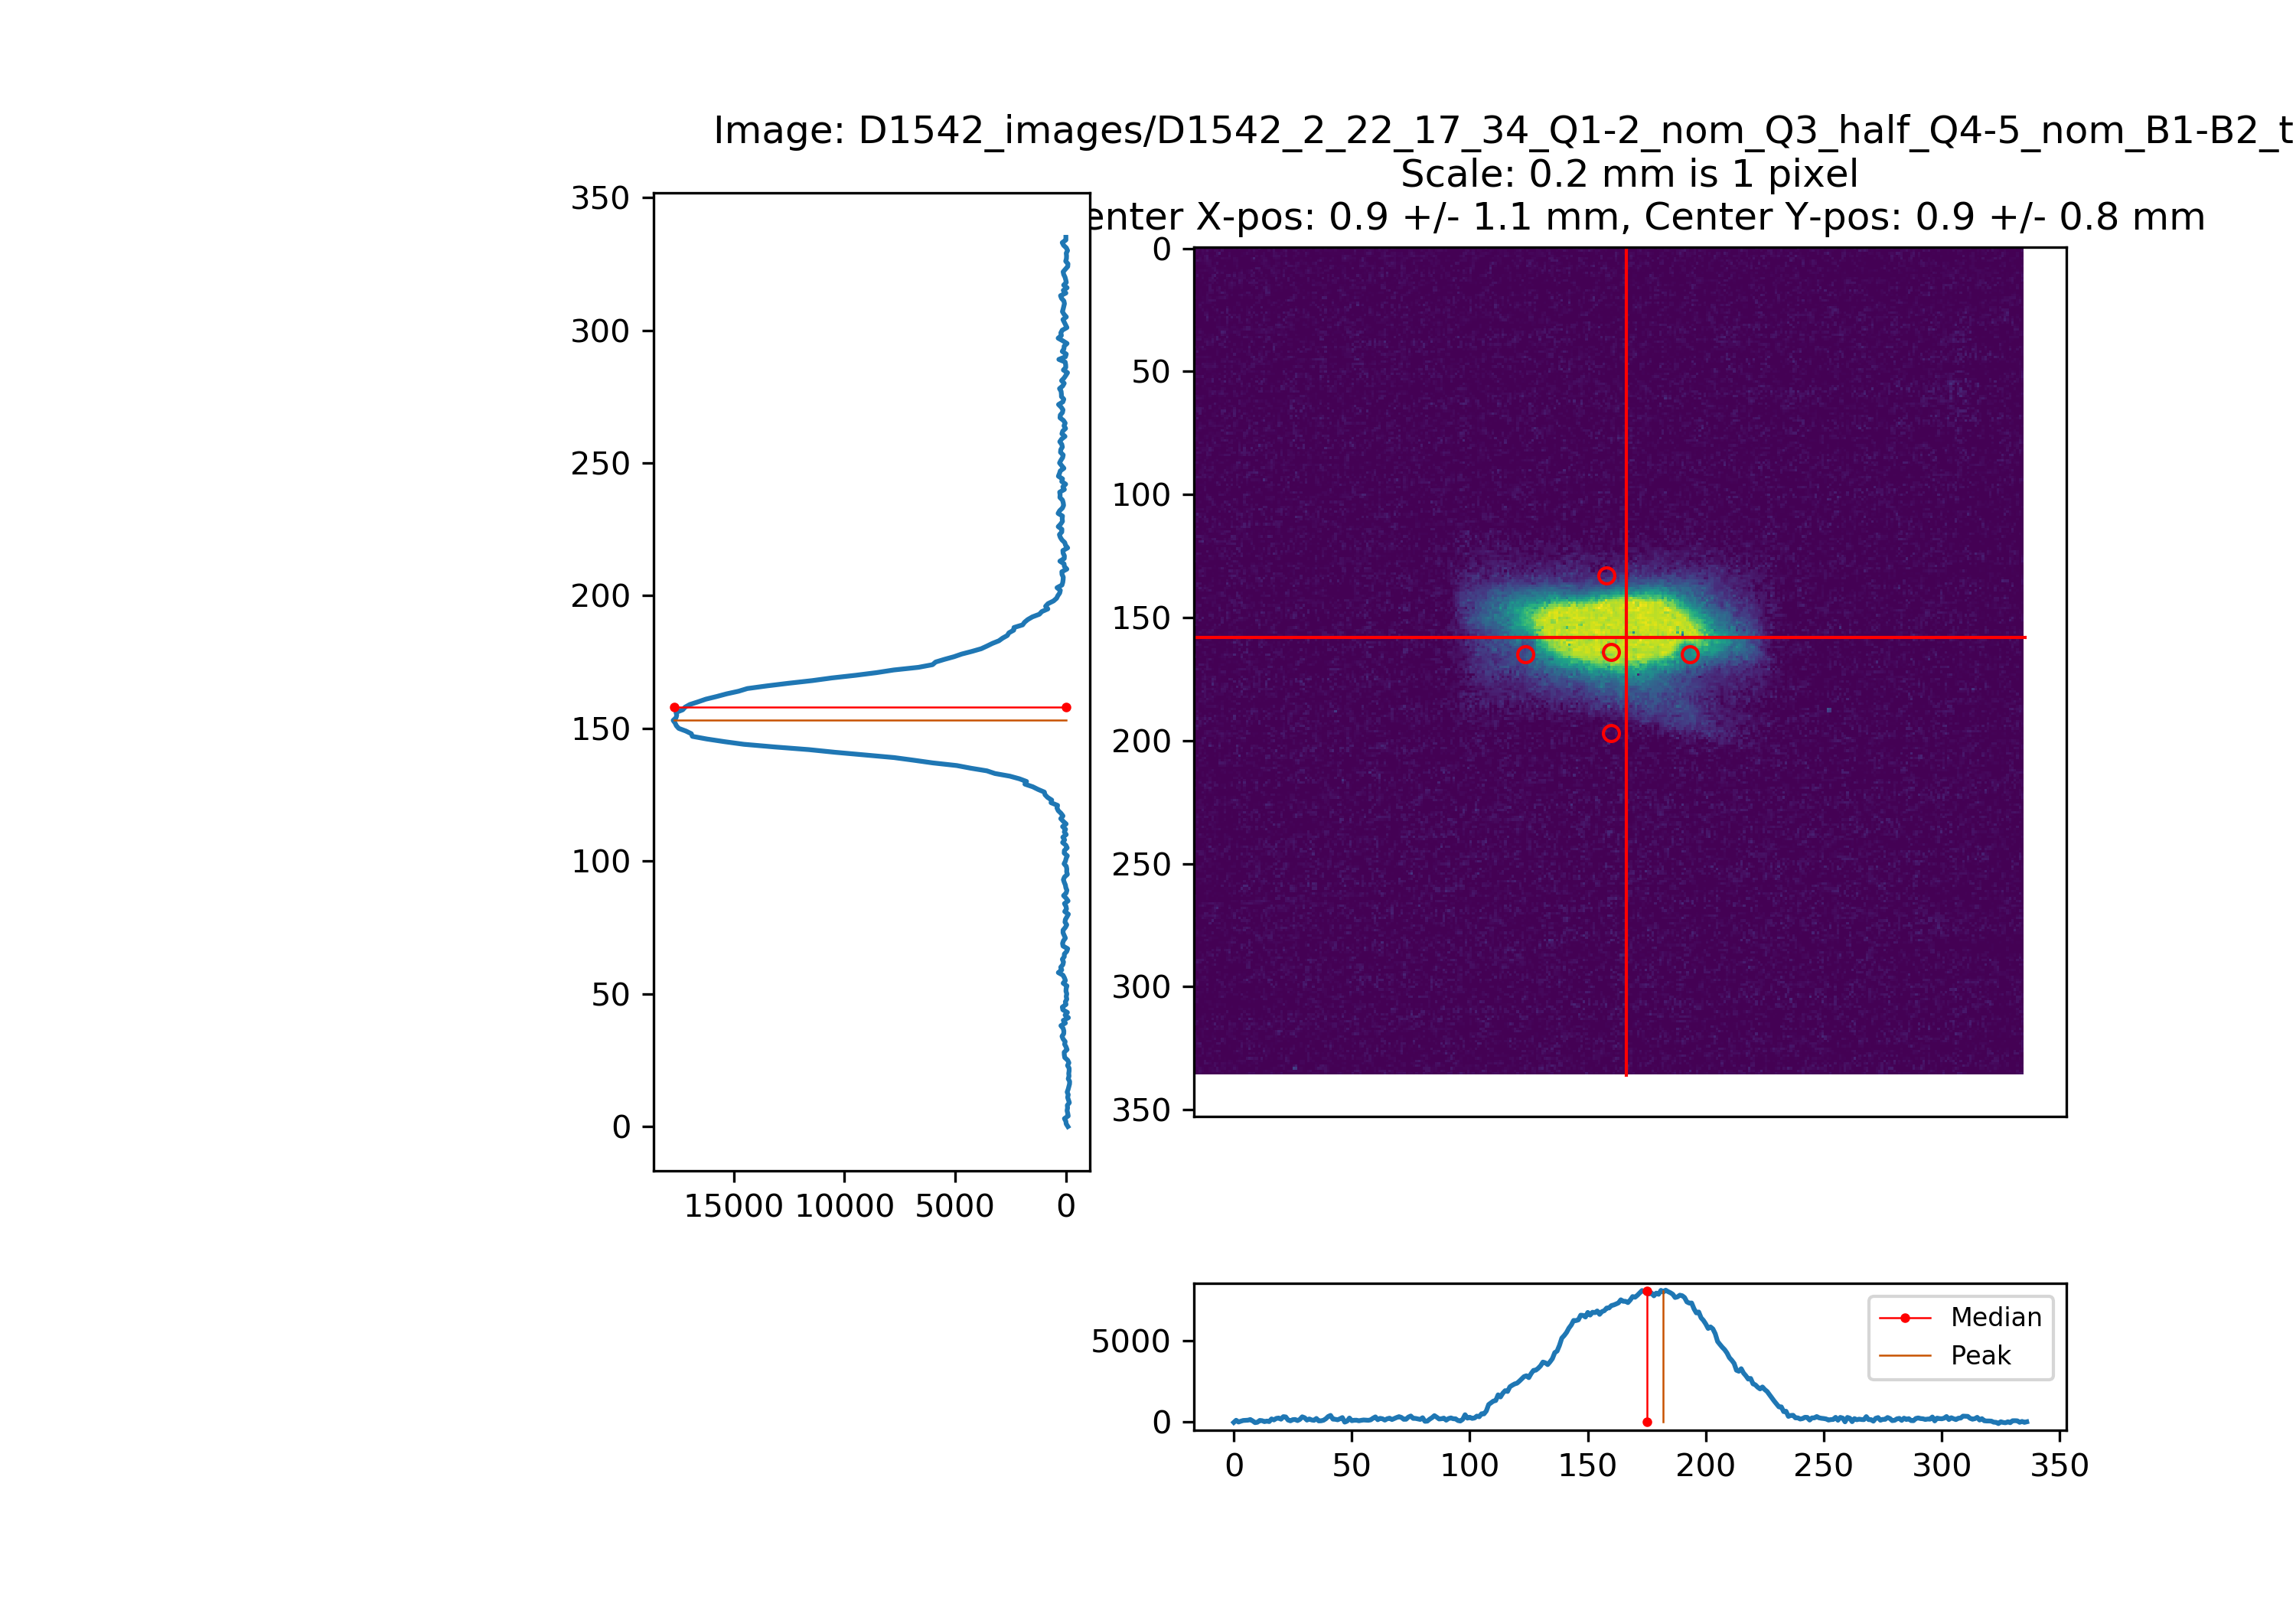 Image: D1542_images/D1542_2_22_17_34_Q1-2_nom_Q3_half_Q4-5_nom_B1-B2_t
Scale: 0.2 mm is 1 pixel
enter X-pos: 0.9 +/- 1.1 mm, Center Y-pos: 0.9 +/- 0.8 mm
350
300
250
200
150
100
50
0
15000 10000 5000 0
0
50
100
150
200
250
300
350
5000
0
Median
Peak
0 50 100 150 200 250 300 350